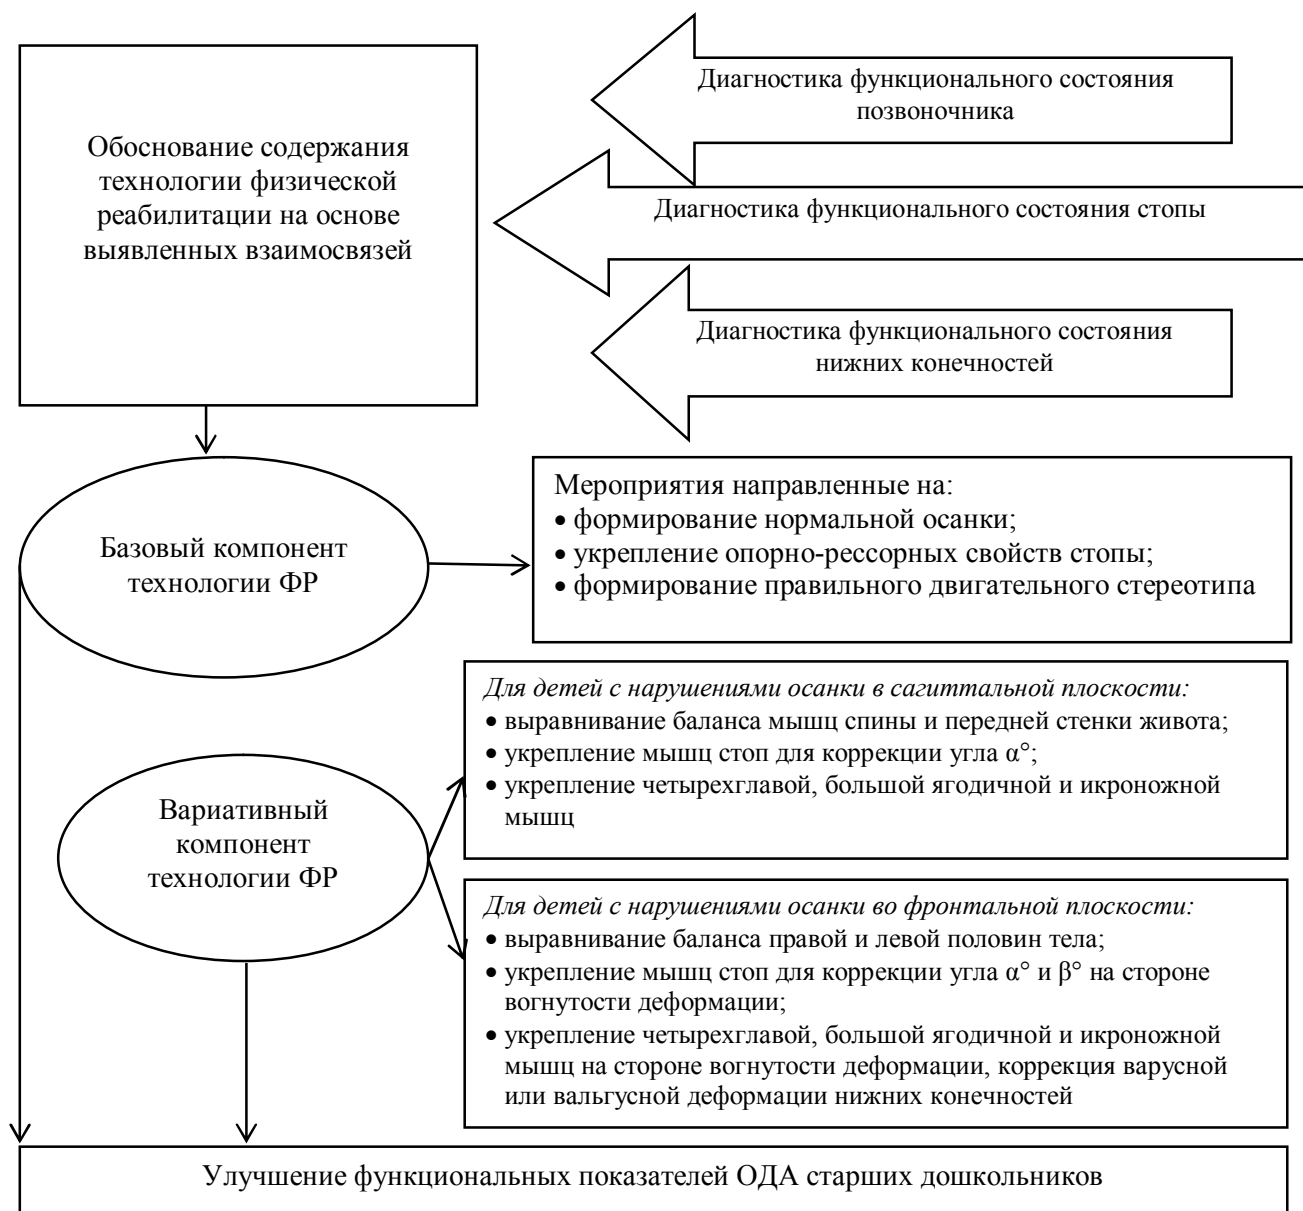 Обоснование содержания
технологии физической
реабилитации на основе
выявленных взаимосвязей
Диагностика функционального состояния
позвоночника
Диагностика функционального состояния стопы
Диагностика функционального состояния
нижних конечностей
Базовый компонент
технологии ФР
Мероприятия направленные на:
• формирование нормальной осанки;
• укрепление опорно-рессорных свойств стопы;
• формирование правильного двигательного стереотипа
Вариативный
компонент
технологии ФР
Для детей с нарушениями осанки в сагиттальной плоскости:
• выравнивание баланса мышц спины и передней стенки живота;
• укрепление мышц стоп для коррекции угла α°;
• укрепление четырехглавой, большой ягодичной и икроножной
мышц
Для детей с нарушениями осанки во фронтальной плоскости:
• выравнивание баланса правой и левой половин тела;
• укрепление мышц стоп для коррекции угла α° и β° на стороне
вогнутости деформации;
• укрепление четырехглавой, большой ягодичной и икроножной
мышц на стороне вогнутости деформации, коррекция варусной
или вальгусной деформации нижних конечностей
Улучшение функциональных показателей ОДА старших дошкольников